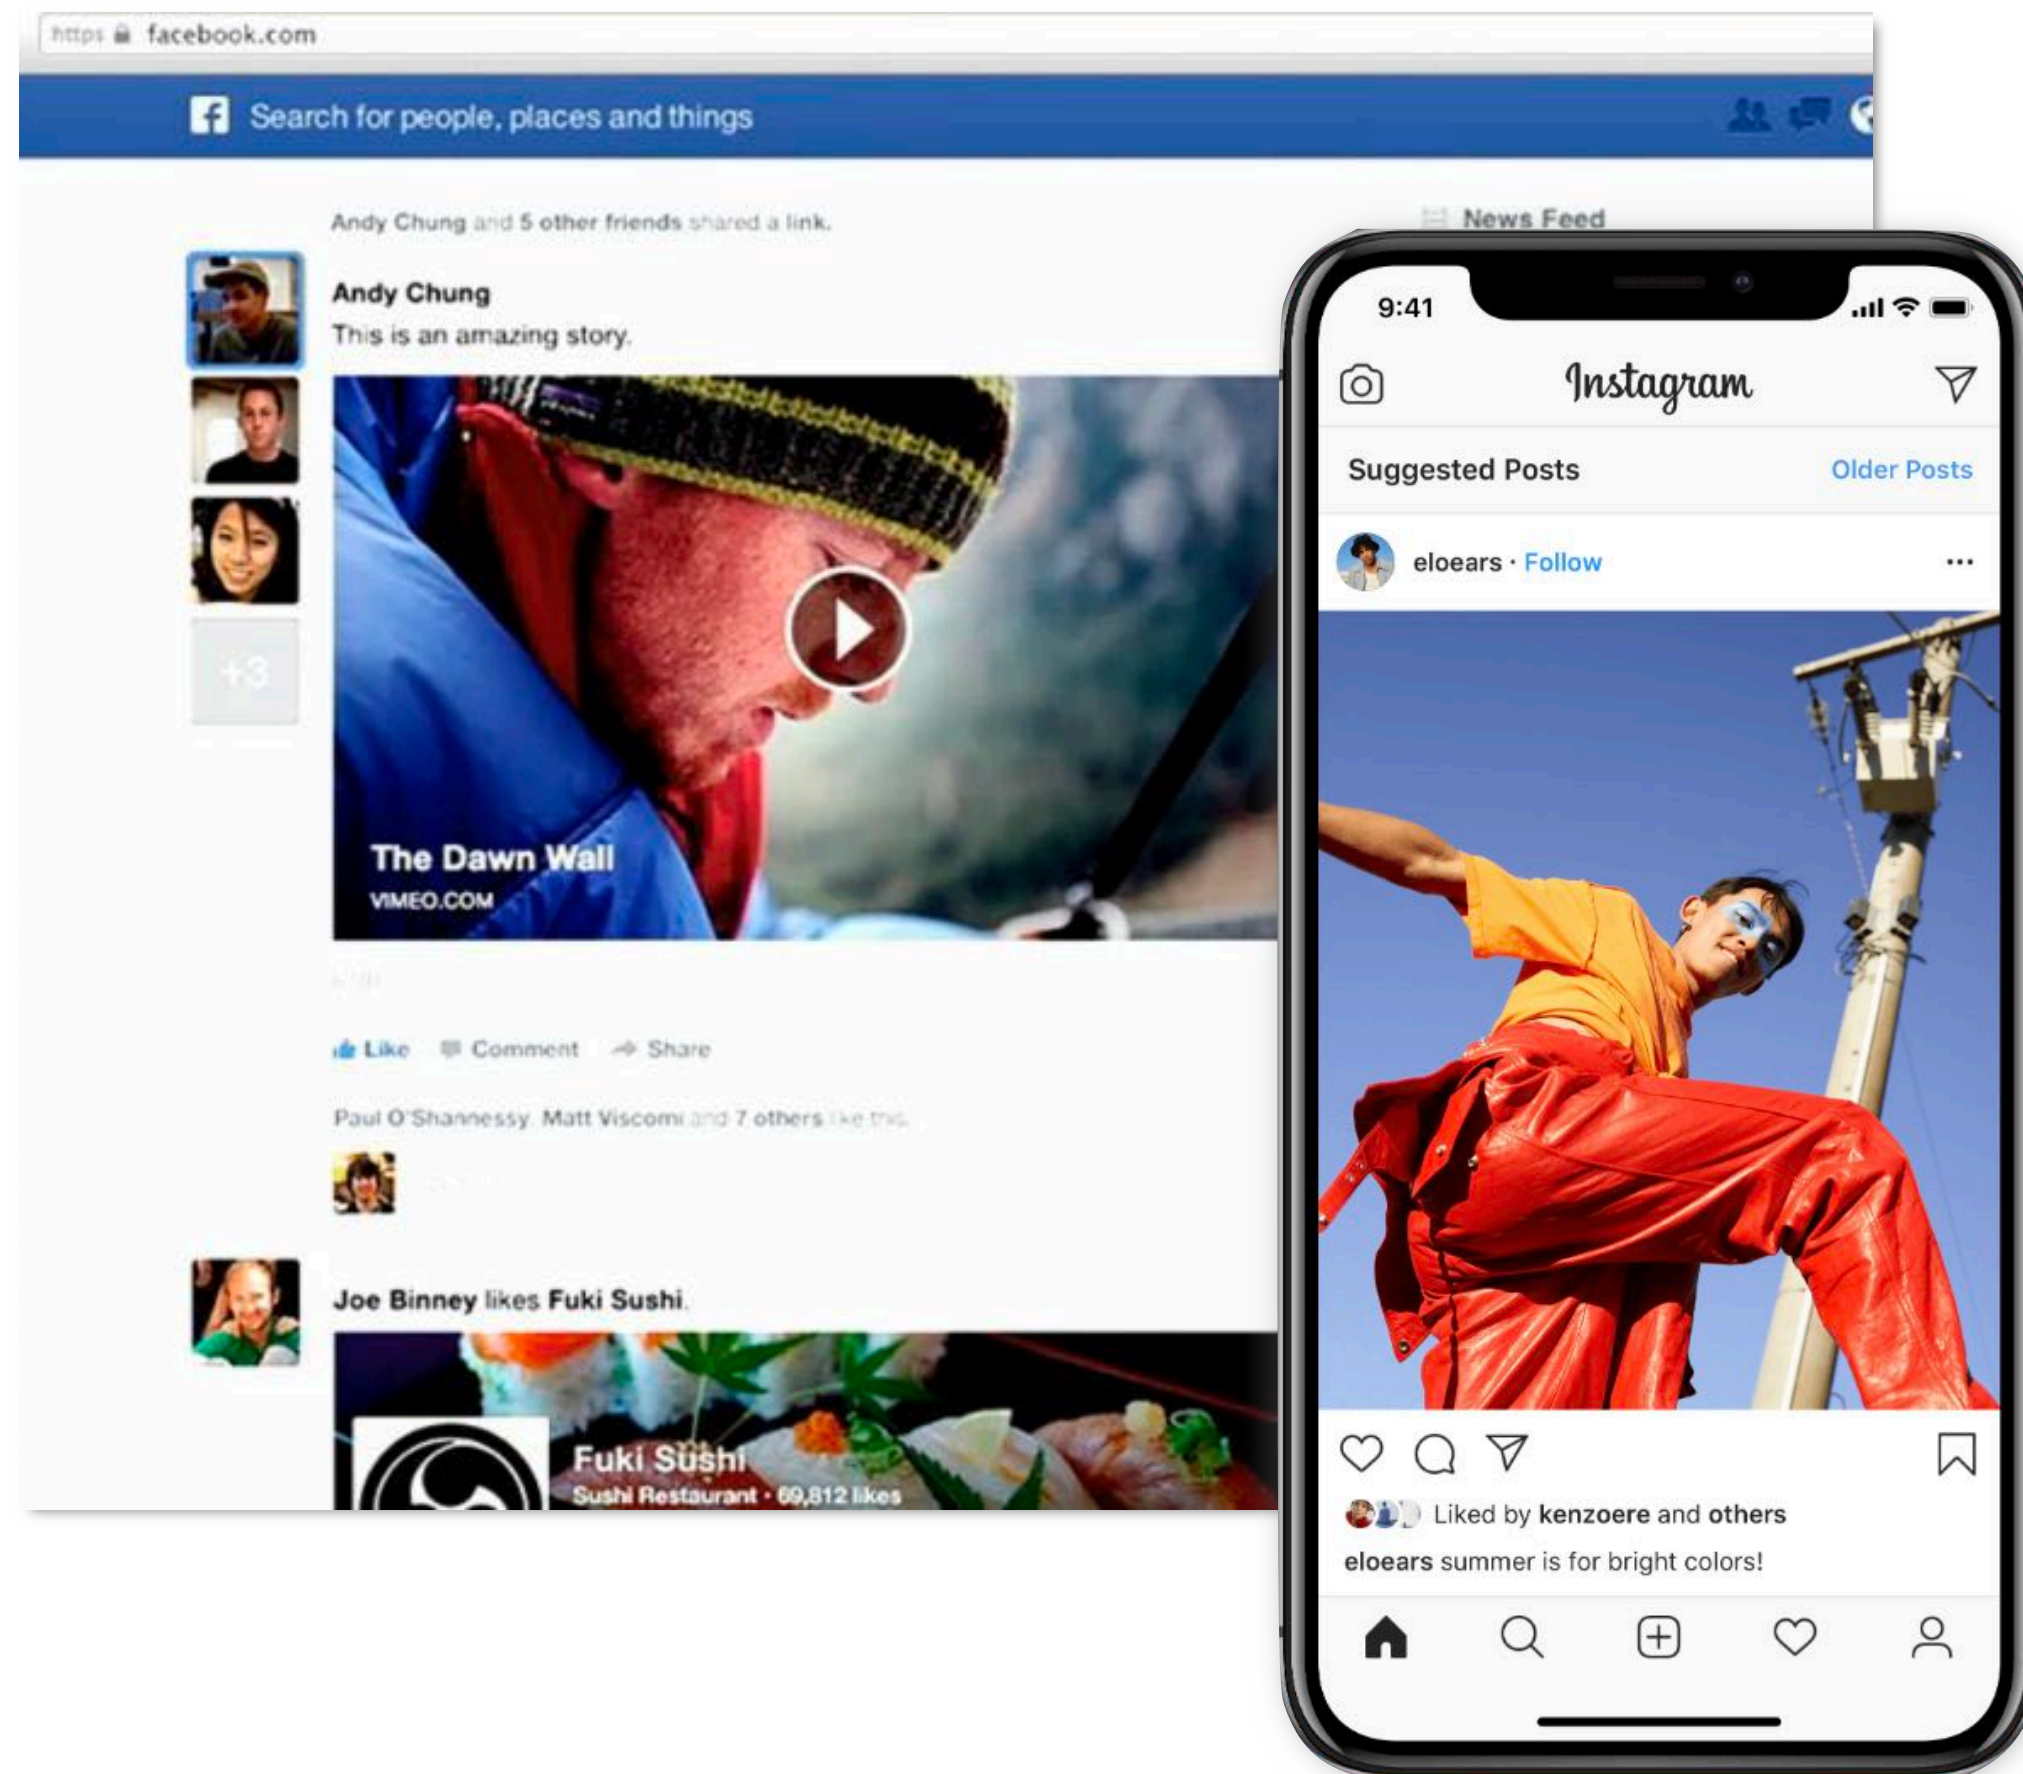 https facebook.com
Search for people, places and things
Andy Chung and 5 other friends shared a link.
News Feed
Andy Chung
This is an amazing story.
+3
The Dawn Wall
VIMEO.COM
Like Comment Share
Paul O'Shannessy, Matt Viscomi and 7 others like this.
Joe Binney likes Fuki Sushi.
Fuki Sushi
Sushi Restaurant · 69,812 likes
9:41
Instagram
Suggested Posts Older Posts
eloears · Follow
Liked by kenzoere and others
eloears summer is for bright colors!